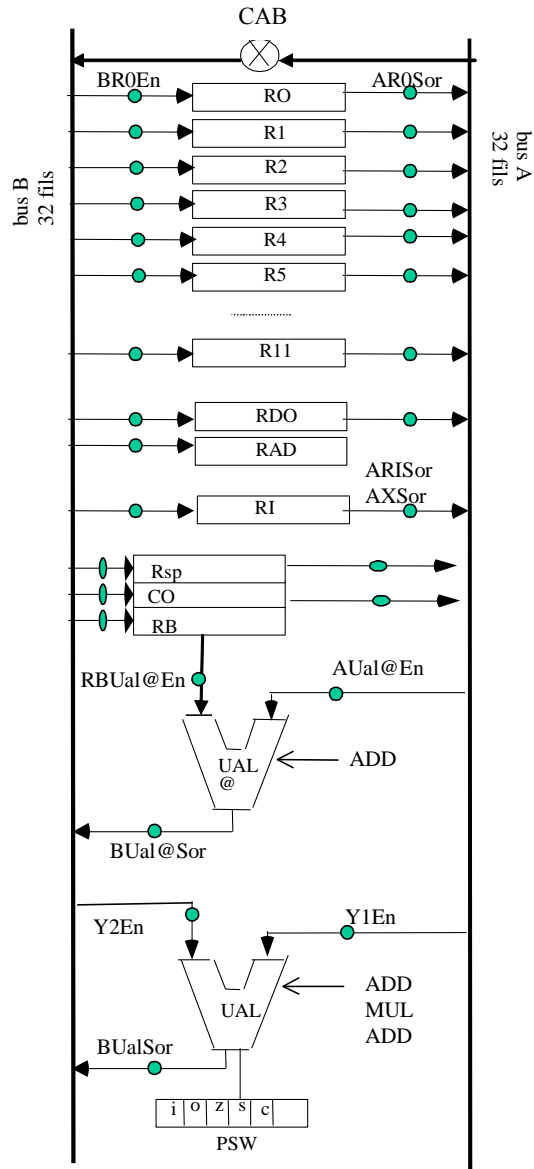 CAB
BR0En
RO
AR0Sor
R1
bus A
32 fils
R2
bus B
32 fils
R3
R4
R5
R11
RDO
RAD
ARISor
AXSor
RI
Rsp
CO
RB
RBUal@En
AUal@En
UAL
@
ADD
BUal@Sor
Y2En
Y1En
UAL
ADD
MUL
ADD
BUalSor
i o z s c
PSW